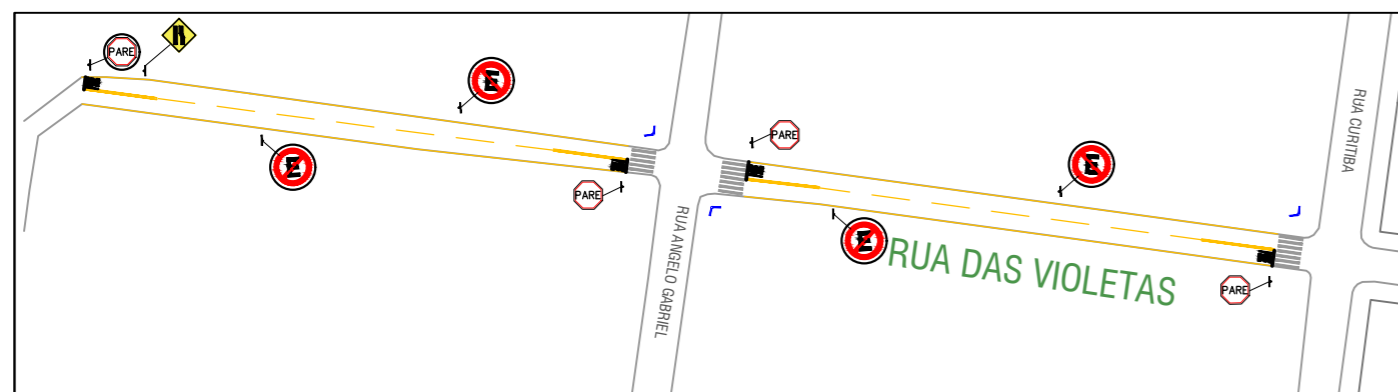 PARE
E
E
PARE
RUA ANGELO GABRIEL
PARE
E
E
RUA DAS VIOLETAS
PARE
RUA CURITIBA